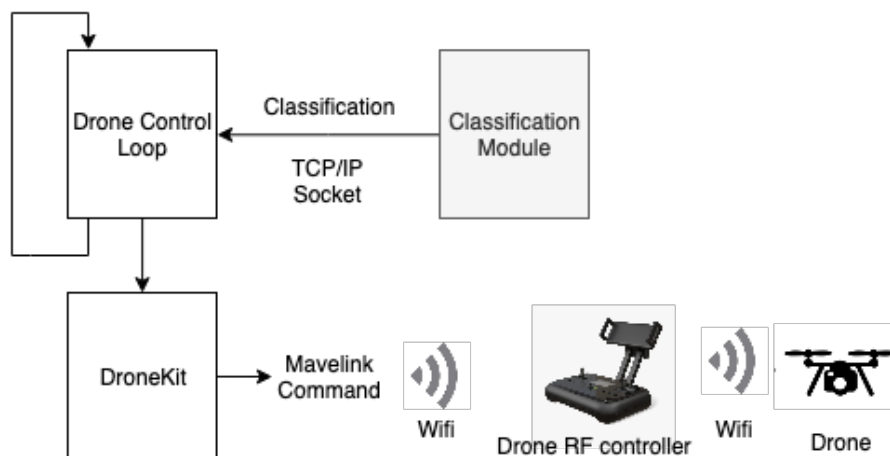 Drone Control
Loop
Classification
TCP/IP
Socket
Classification
Module
DroneKit
Mavelink
Command
Wifi
Drone RF controller
Wifi
Drone